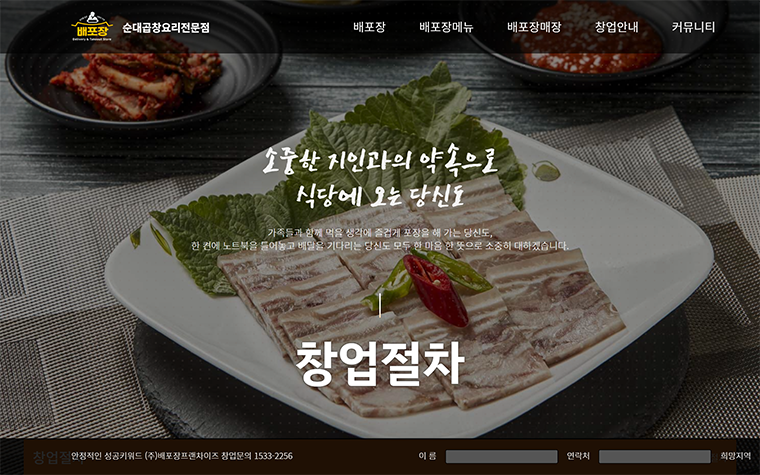 배포장
Delivery & Takeout Store
순대곱창요리전문점
배포장 배포장메뉴 배포장매장 창업안내 커뮤니티
소중한 지인과의 약속으로
식당에 오는 당신도
가족들과 함께 먹을 생각에 즐겁게 포장을 해 가는 당신도,
한 켠에 노트북을 틀어놓고 배달을 기다리는 당신도 모두 한 마음 한 뜻으로 소중히 대하겠습니다.
창업절차
창업절
안정적인 성공키워드 (주)배포장프랜차이즈 창업문의 1533-2256 이 름 연락처 희망지역